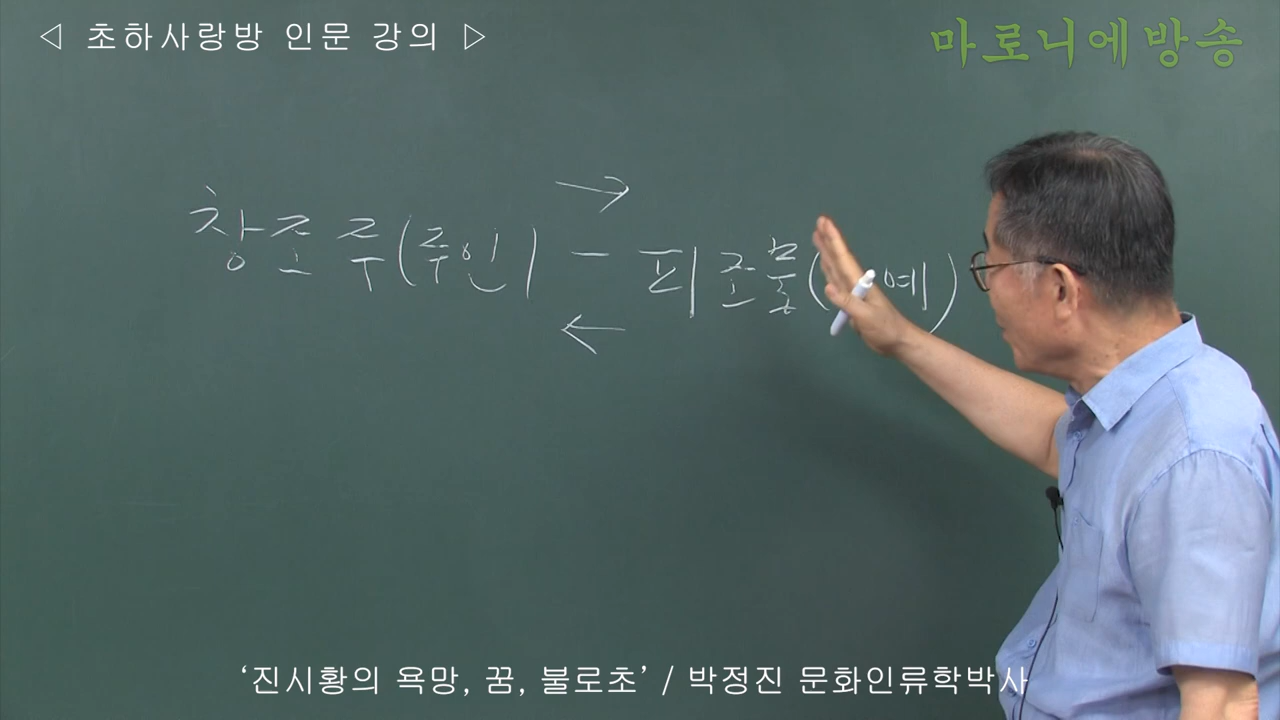 ◁ 초하사랑방 인문 강의 ▷
마로니에방송
→
창조주(주인) - 피조물( 예)
←
‘진시황의 욕망, 꿈, 불로초’ / 박정진 문화인류학박사